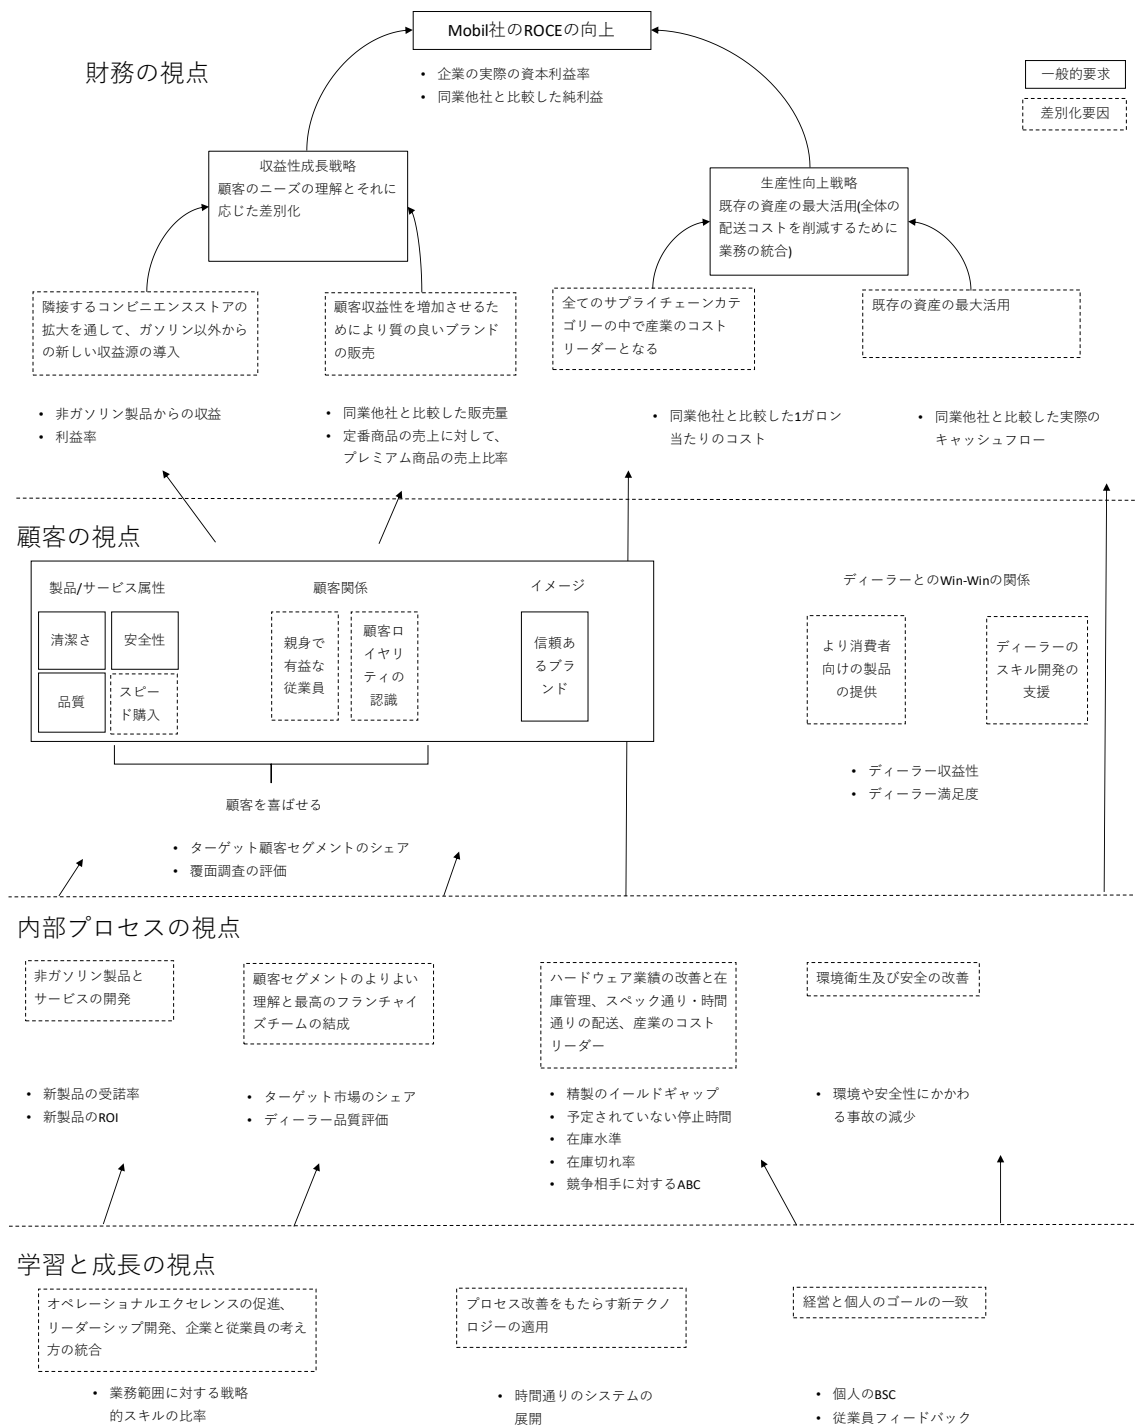 Mobil社のROCEの向上
財務の視点
• 企業の実際の資本利益率
• 同業他社と比較した純利益
一般的要求
差別化要因
収益性成長戦略
顧客のニーズの理解とそれに
応じた差別化
生産性向上戦略
既存の資産の最大活用(全体の
配送コストを削減するために
業務の統合)
隣接するコンビニエンスストアの
拡大を通して、ガソリン以外から
の新しい収益源の導入
顧客収益性を増加させるた
めにより質の良いブランド
の販売
全てのサプライチェーンカテ
ゴリーの中で産業のコスト
リーダーとなる
既存の資産の最大活用
• 非ガソリン製品からの収益
• 利益率
• 同業他社と比較した販売量
• 定番商品の売上に対して、
プレミアム商品の売上比率
• 同業他社と比較した1ガロン
当たりのコスト
• 同業他社と比較した実際の
キャッシュフロー
顧客の視点
製品/サービス属性
顧客関係
イメージ
ディーラーとのWin-Winの関係
清潔さ
安全性
品質
スピー
ド購入
親身で
有益な
従業員
顧客ロ
イヤリ
ティの
認識
信頼あ
るブラ
ンド
より消費者
向けの製品
の提供
ディーラーの
スキル開発の
支援
顧客を喜ばせる
• ディーラー収益性
• ディーラー満足度
• ターゲット顧客セグメントのシェア
• 覆面調査の評価
内部プロセスの視点
非ガソリン製品と
サービスの開発
顧客セグメントのよりよい
理解と最高のフランチャイ
ズチームの結成
ハードウェア業績の改善と在
庫管理、スペック通り・時間
通りの配送、産業のコスト
リーダー
環境衛生及び安全の改善
• 新製品の受諾率
• 新製品のROI
• ターゲット市場のシェア
• ディーラー品質評価
• 精製のイールドギャップ
• 予定されていない停止時間
• 在庫水準
• 在庫切れ率
• 競争相手に対するABC
• 環境や安全性にかかわ
る事故の減少
学習と成長の視点
オペレーショナルエクセレンスの促進、
リーダーシップ開発、企業と従業員の考え
方の統合
プロセス改善をもたらす新テクノ
ロジーの適用
経営と個人のゴールの一致
• 業務範囲に対する戦略
的スキルの比率
• 時間通りのシステムの
展開
• 個人のBSC
• 従業員フィードバック